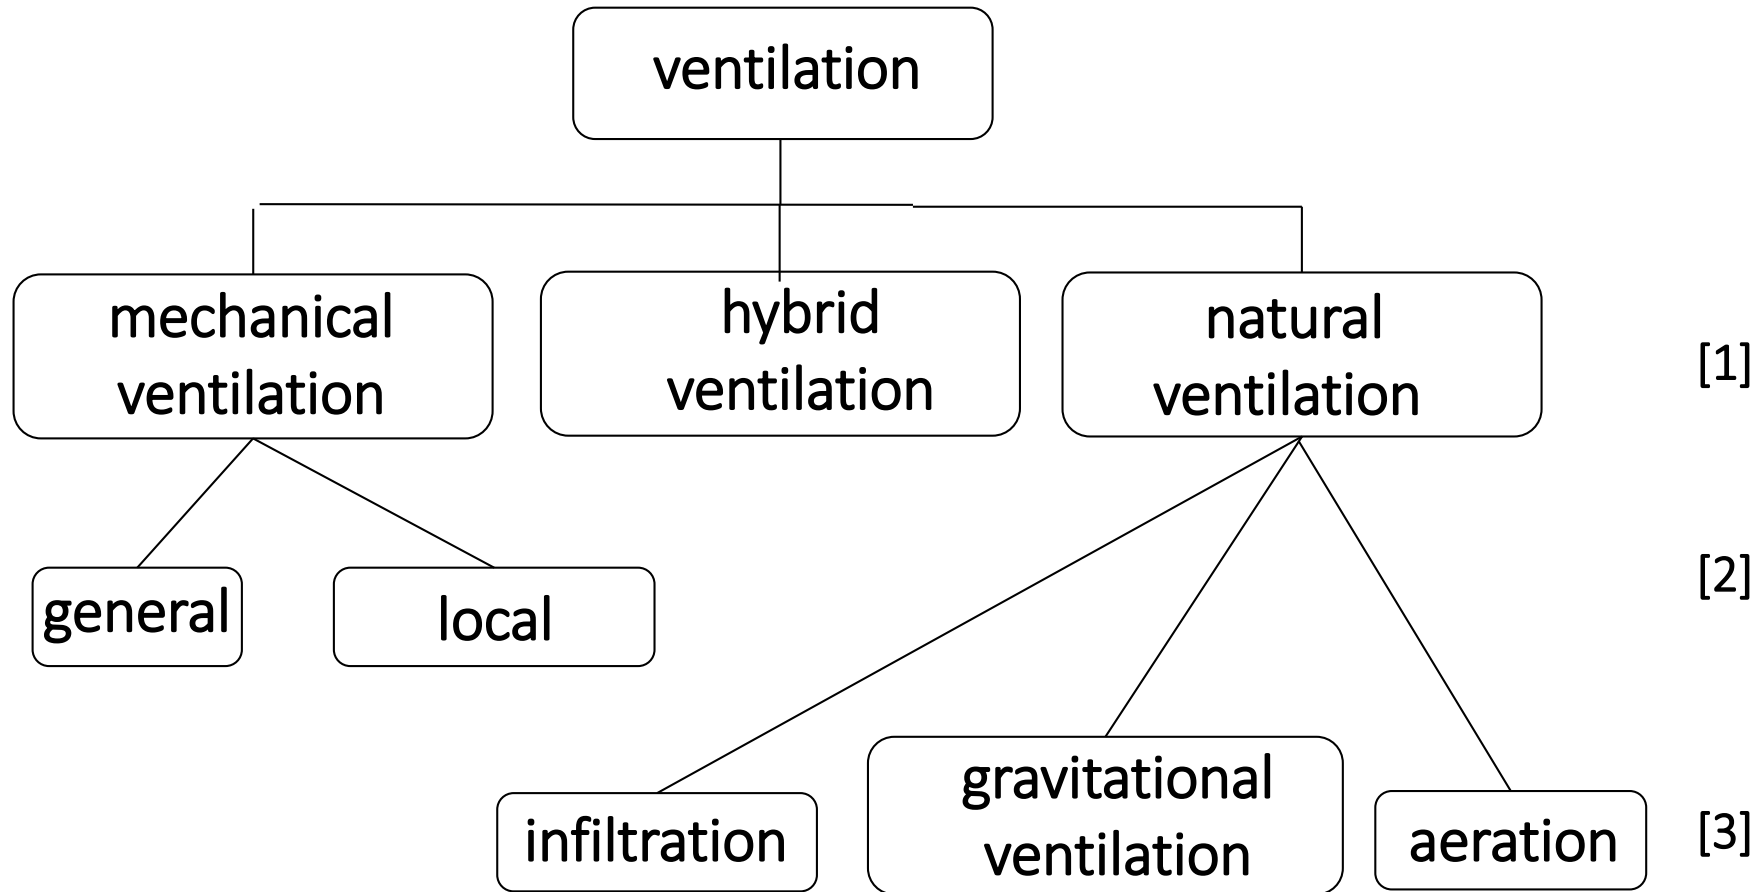 ventilation
mechanical
ventilation
hybrid
ventilation
natural
ventilation
[1]
general
local
[2]
infiltration
gravitational
ventilation
aeration
[3]